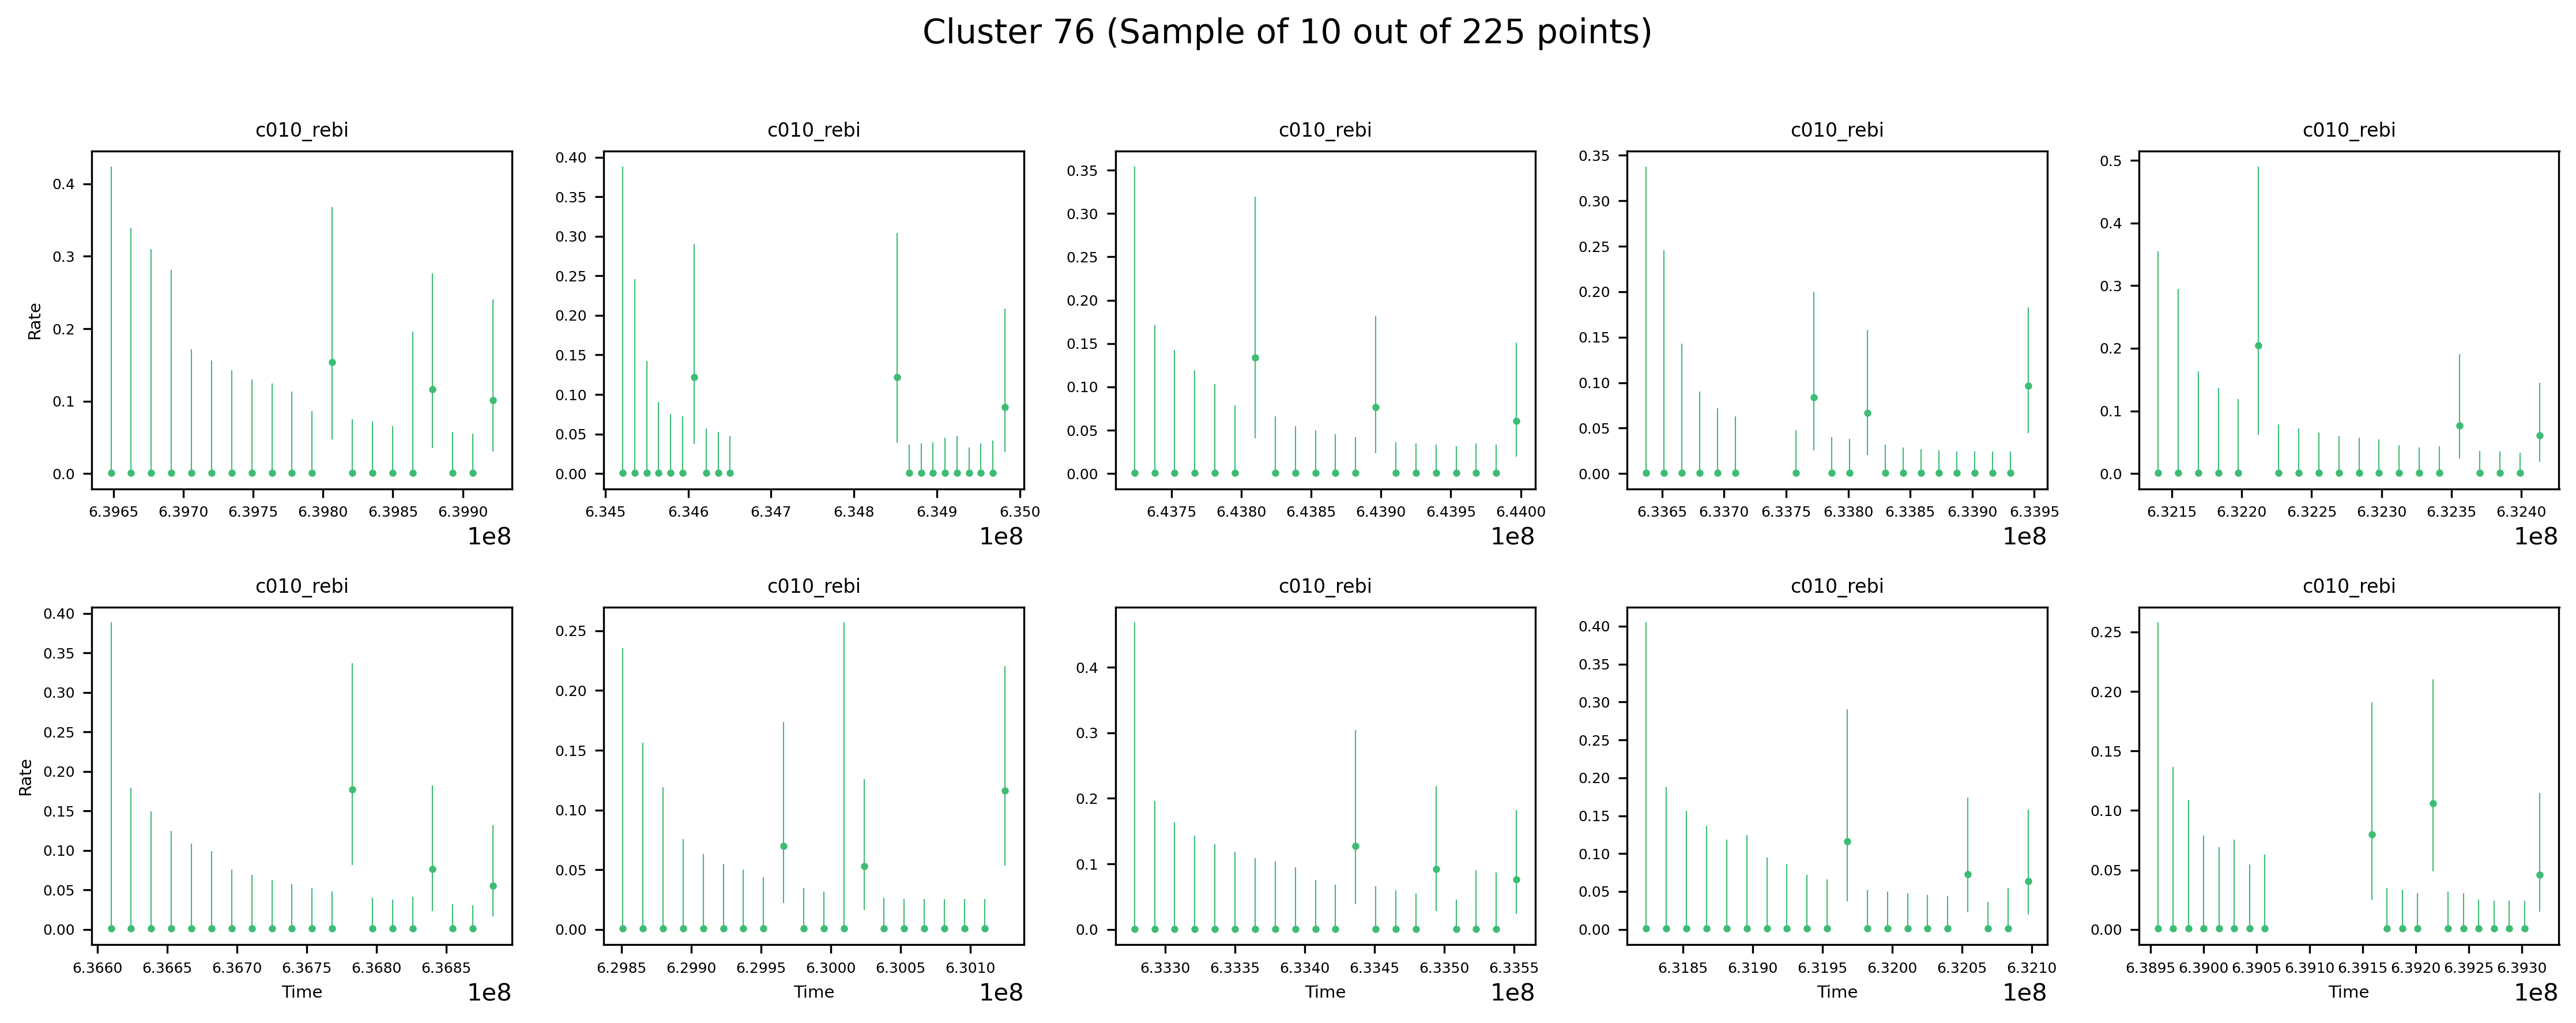 Cluster 76 (Sample of 10 out of 225 points)
c010_rebi c010_rebi c010_rebi c010_rebi c010_rebi
Rate
0.4
0.3
0.2
0.1
0.0
6.3965 6.3970 6.3975 6.3980 6.3985 6.3990
1e8
0.40
0.35
0.30
0.25
0.20
0.15
0.10
0.05
0.00
6.345 6.346 6.347 6.348 6.349 6.350
1e8
0.35
0.30
0.25
0.20
0.15
0.10
0.05
0.00
6.4375 6.4380 6.4385 6.4390 6.4395 6.4400
1e8
0.35
0.30
0.25
0.20
0.15
0.10
0.05
0.00
6.3365 6.3370 6.3375 6.3380 6.3385 6.3390 6.3395
1e8
0.5
0.4
0.3
0.2
0.1
0.0
6.3215 6.3220 6.3225 6.3230 6.3235 6.3240
1e8
c010_rebi c010_rebi c010_rebi c010_rebi c010_rebi
Rate
0.40
0.35
0.30
0.25
0.20
0.15
0.10
0.05
0.00
6.3660 6.3665 6.3670 6.3675 6.3680 6.3685
Time
1e8
0.25
0.20
0.15
0.10
0.05
0.00
6.2985 6.2990 6.2995 6.3000 6.3005 6.3010
Time
1e8
0.4
0.3
0.2
0.1
0.0
6.3330 6.3335 6.3340 6.3345 6.3350 6.3355
Time
1e8
0.40
0.35
0.30
0.25
0.20
0.15
0.10
0.05
0.00
6.3185 6.3190 6.3195 6.3200 6.3205 6.3210
Time
1e8
0.25
0.20
0.15
0.10
0.05
0.00
6.3895 6.3900 6.3905 6.3910 6.3915 6.3920 6.3925 6.3930
Time
1e8